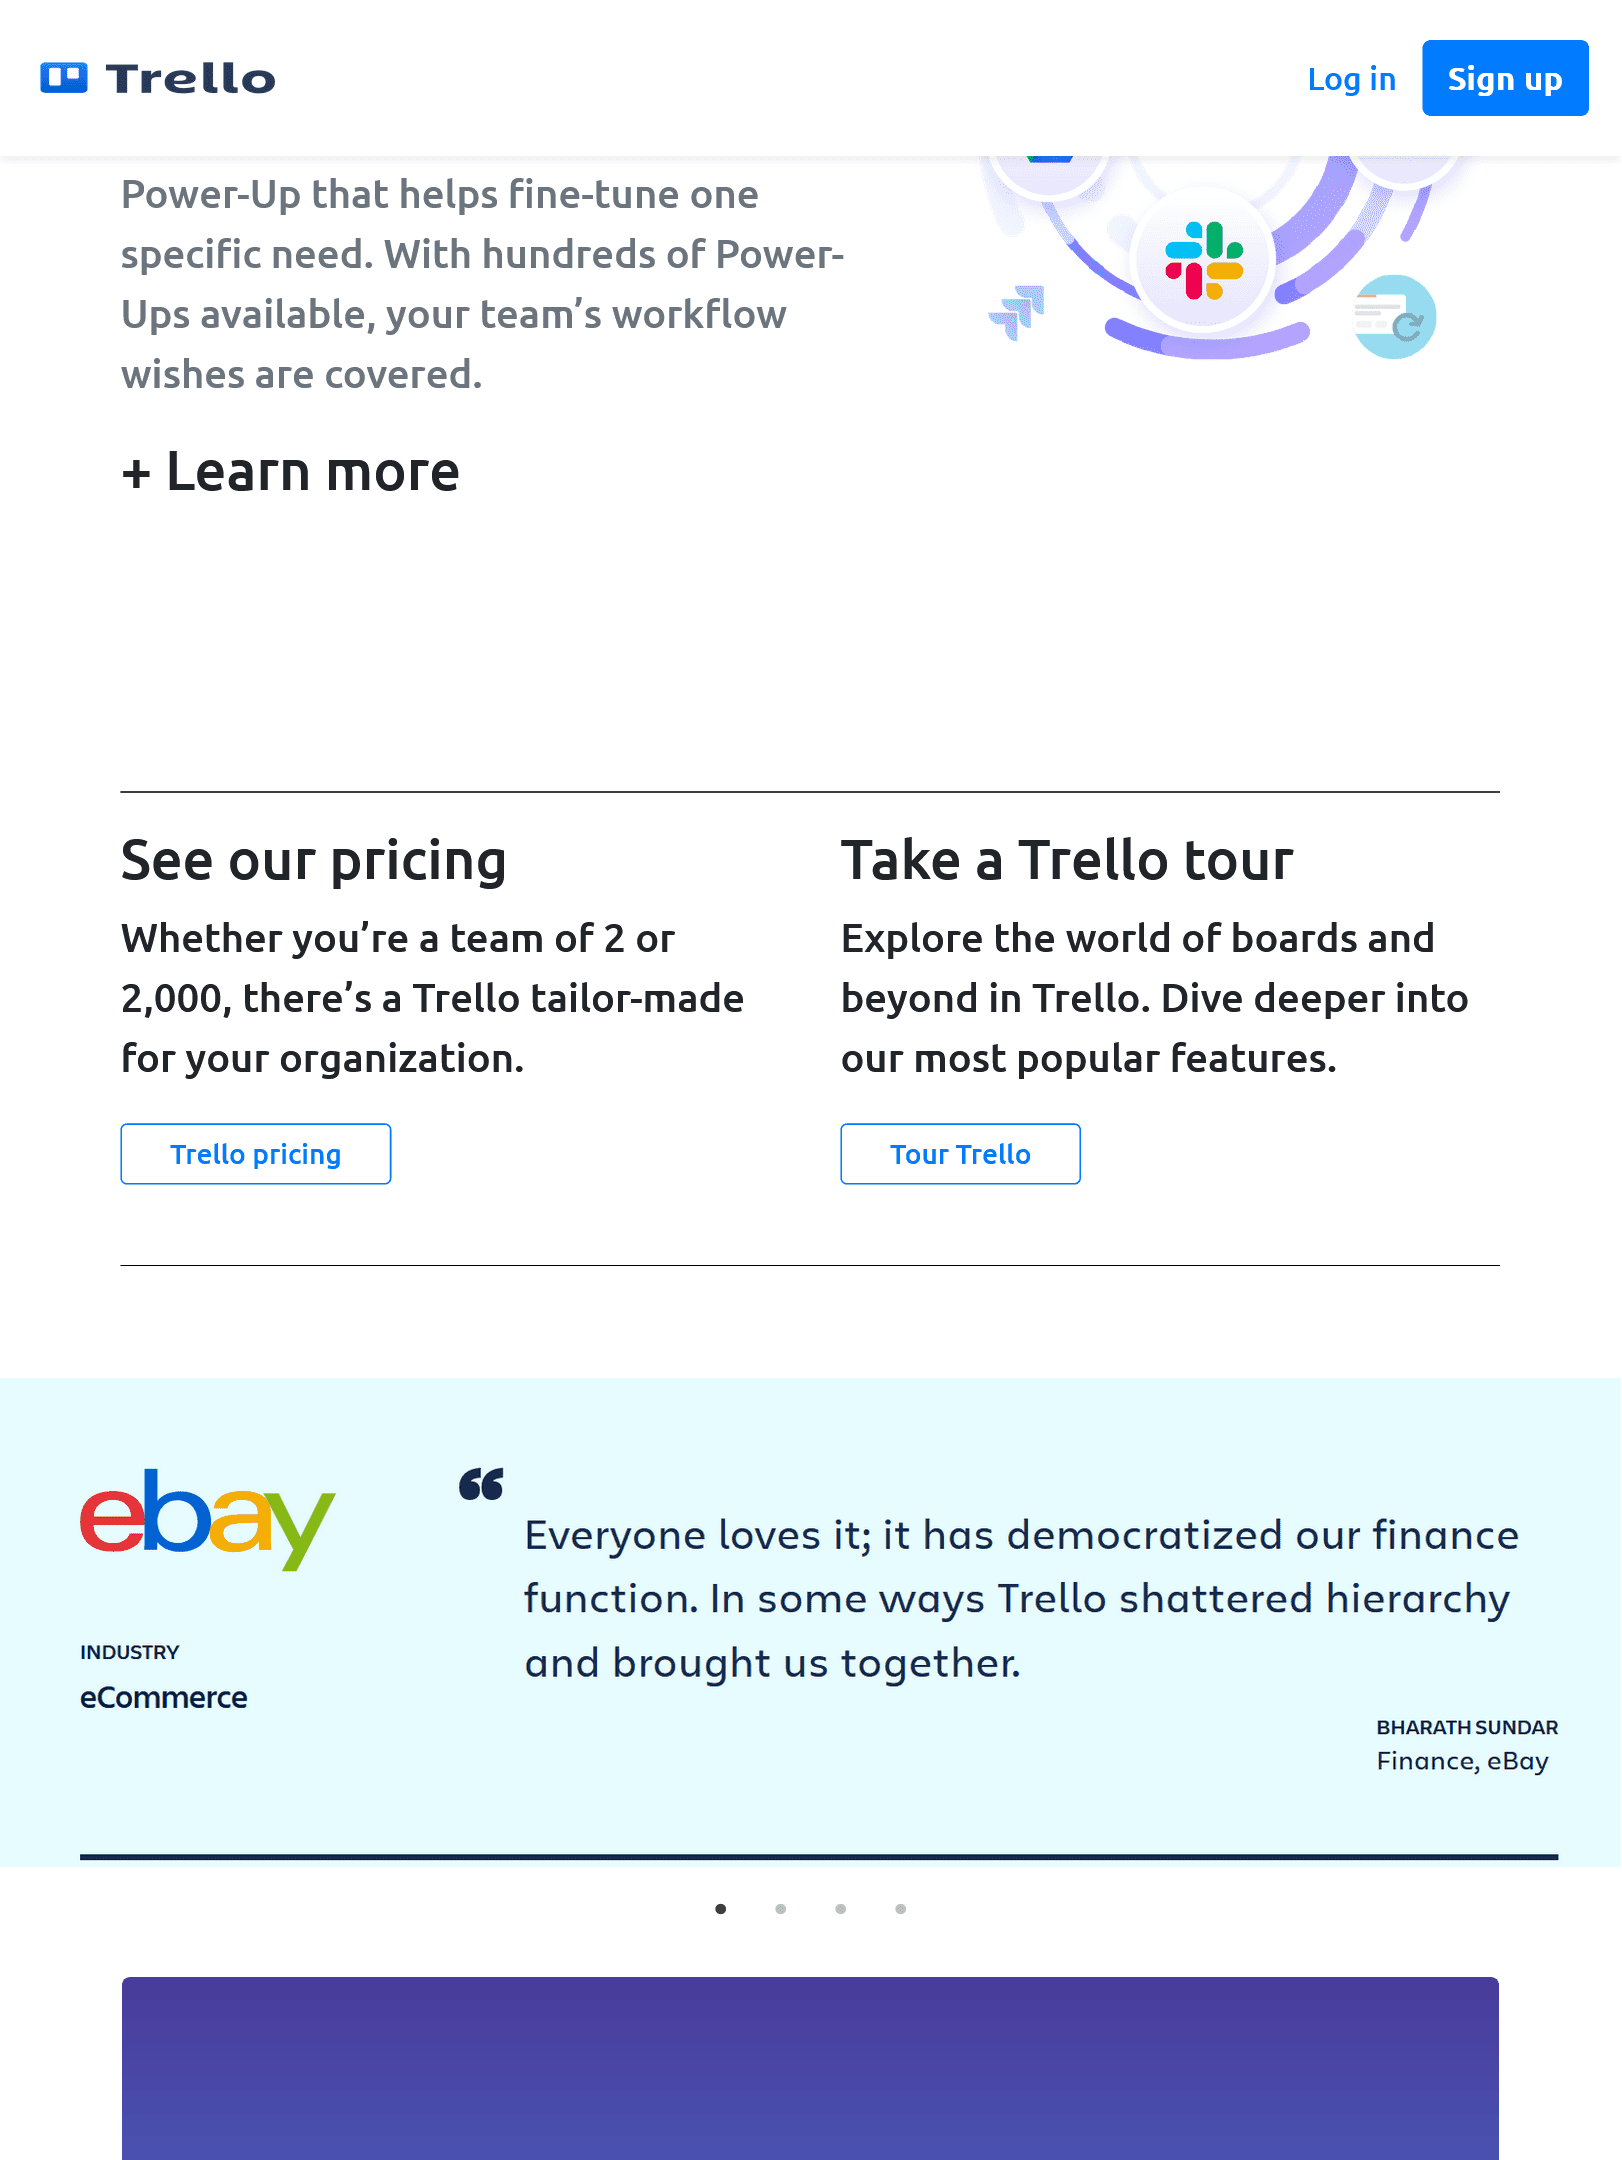 Trello
Log in
Sign up
Power-Up that helps fine-tune one
specific need. With hundreds of Power-
Ups available, your team’s workflow
wishes are covered.
+ Learn more
See our pricing
Whether you’re a team of 2 or
2,000, there’s a Trello tailor-made
for your organization.
Trello pricing
Take a Trello tour
Explore the world of boards and
beyond in Trello. Dive deeper into
our most popular features.
Tour Trello
ebay
INDUSTRY
eCommerce
“
Everyone loves it; it has democratized our finance
function. In some ways Trello shattered hierarchy
and brought us together.
BHARATH SUNDAR
Finance, eBay